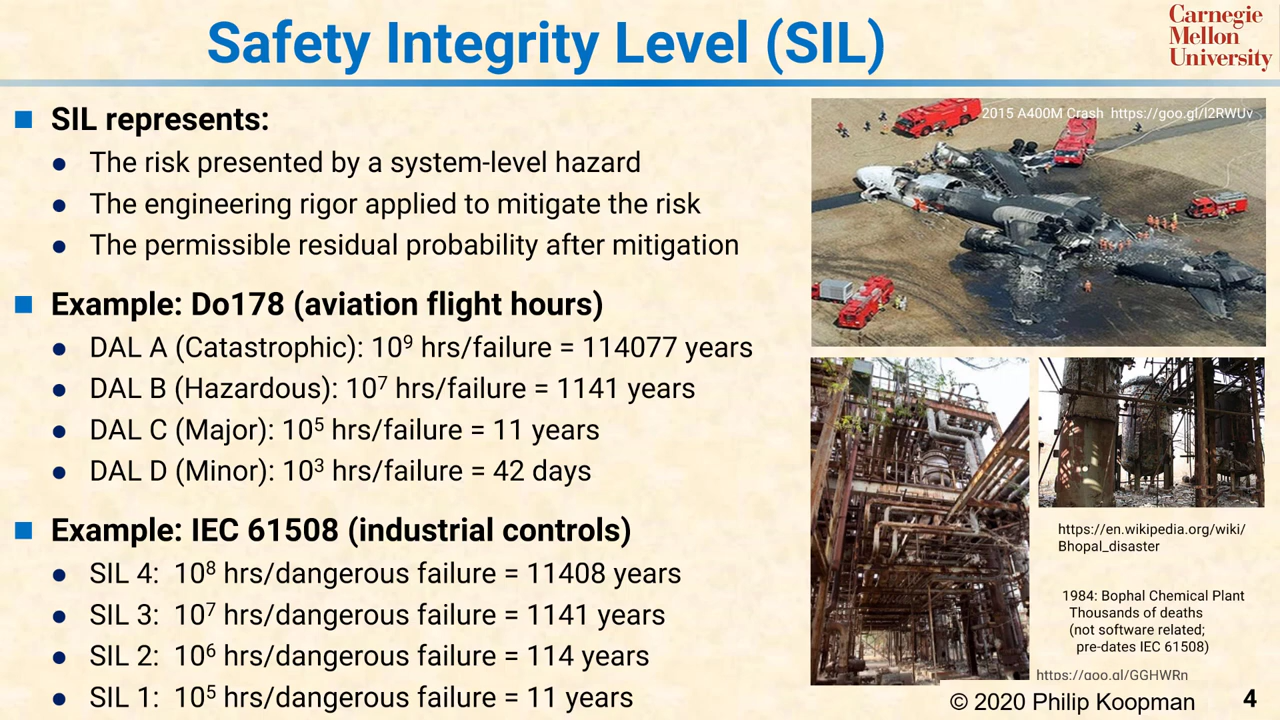 Safety Integrity Level (SIL)
Carnegie
Mellon
University
SIL represents:
The risk presented by a system-level hazard
The engineering rigor applied to mitigate the risk
The permissible residual probability after mitigation
Example: Do178 (aviation flight hours)
DAL A (Catastrophic): 10⁹ hrs/failure = 114077 years
DAL B (Hazardous): 10⁷ hrs/failure = 1141 years
DAL C (Major): 10⁵ hrs/failure = 11 years
DAL D (Minor): 10³ hrs/failure = 42 days
Example: IEC 61508 (industrial controls)
SIL 4: 10⁸ hrs/dangerous failure = 11408 years
SIL 3: 10⁷ hrs/dangerous failure = 1141 years
SIL 2: 10⁶ hrs/dangerous failure = 114 years
SIL 1: 10⁵ hrs/dangerous failure = 11 years
2015 A400M Crash https://goo.gl/I2RWUv
https://en.wikipedia.org/wiki/
Bhopal_disaster
1984: Bophal Chemical Plant
Thousands of deaths
(not software related;
pre-dates IEC 61508)
https://goo.gl/GGHWRn
© 2020 Philip Koopman
4